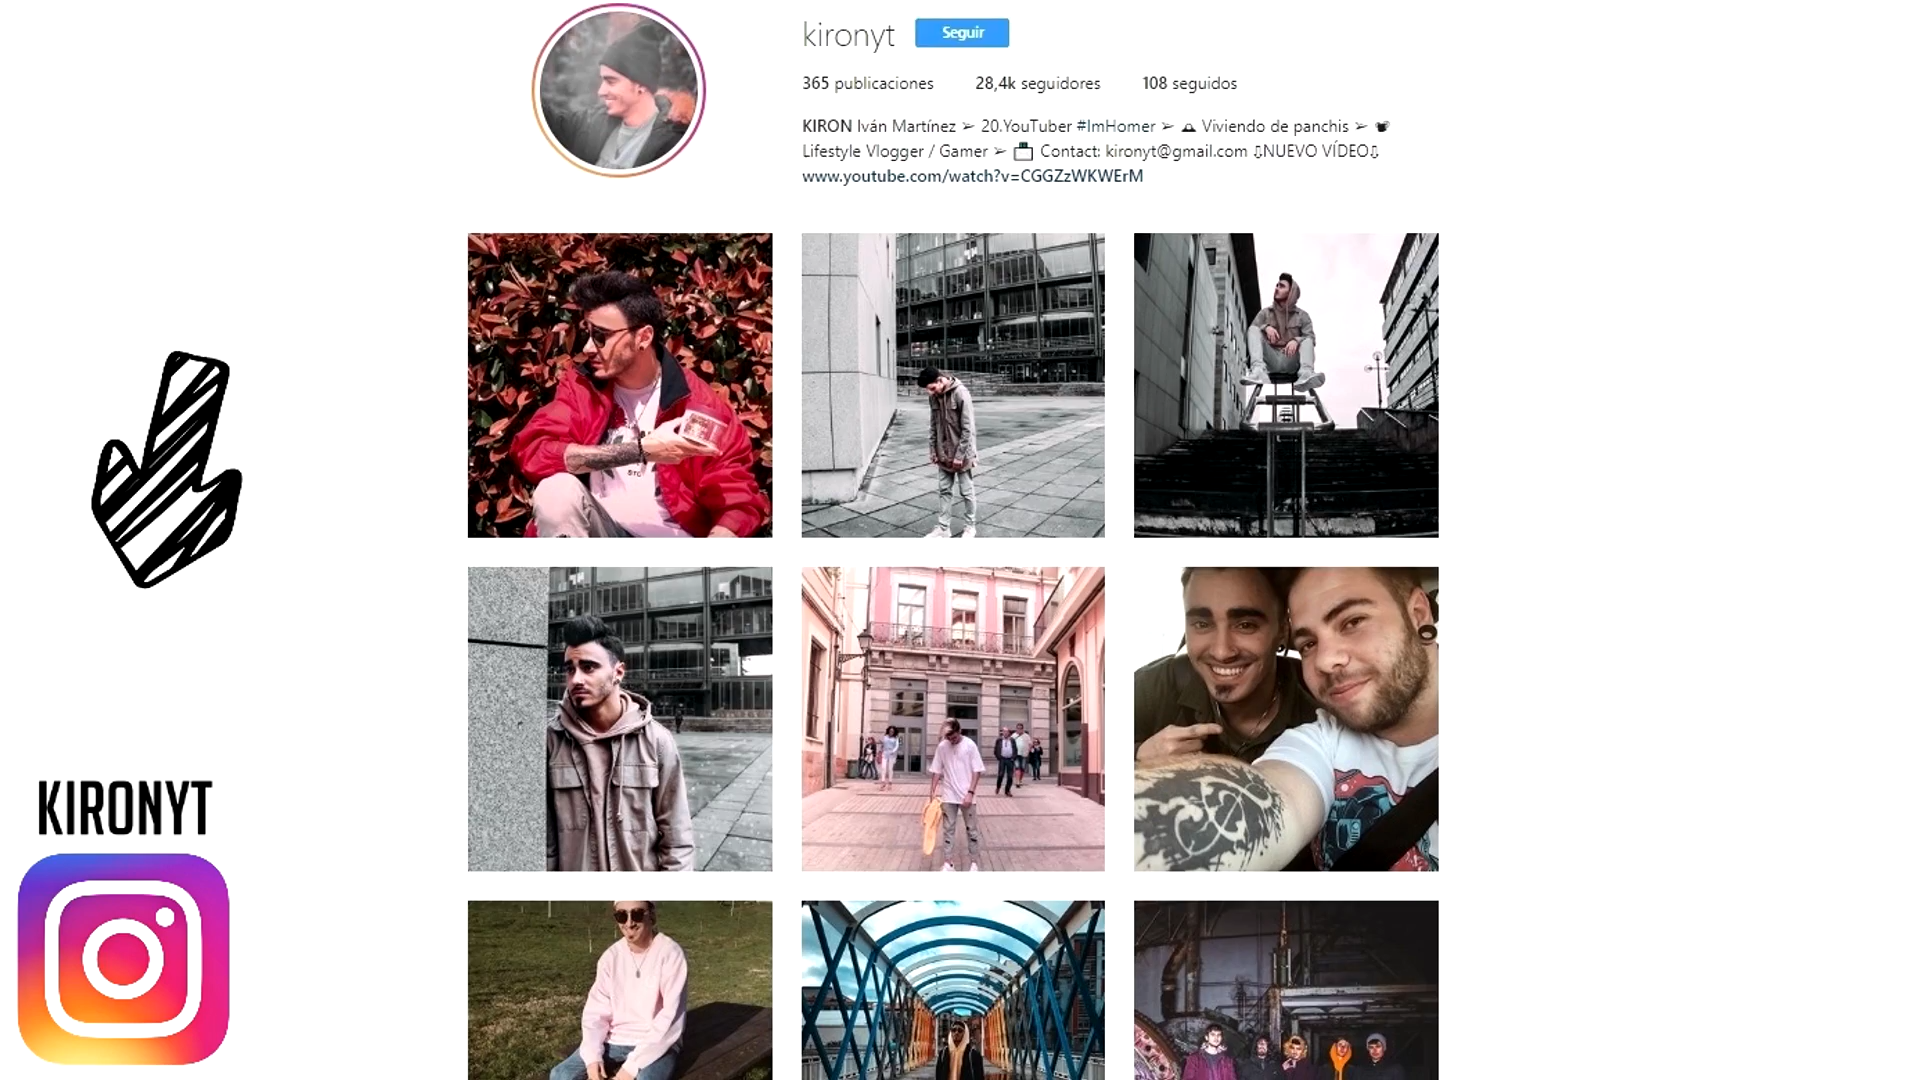 kironyt Seguir
365 publicaciones 28,4k seguidores 108 seguidos
KIRON Iván Martínez ➢ 20.YouTuber #ImHomer ➢ Viviendo de panchis ➢
Lifestyle Vlogger / Gamer ➢ Contact: kironyt@gmail.com ♫NUEVO VÍDEO♫
www.youtube.com/watch?v=CGGZzWKWErM
KIRONYT